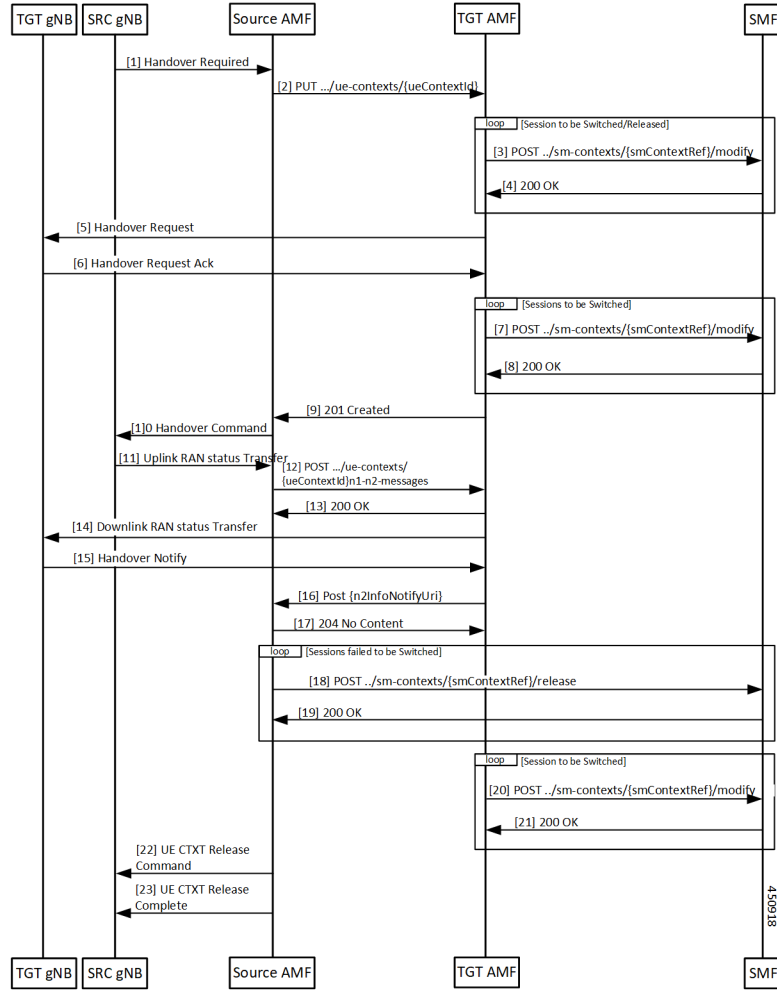 TGT gNB
SRC gNB
Source AMF
TGT AMF
SMF
[1] Handover Required
[2] PUT .../ue-contexts/{ueContextId}
loop
[Session to be Switched/Released]
[3] POST ../sm-contexts/{smContextRef}/modify
[4] 200 OK
[5] Handover Request
[6] Handover Request Ack
loop
[Sessions to be Switched]
[7] POST ../sm-contexts/{smContextRef}/modify
[8] 200 OK
[9] 201 Created
[1]0 Handover Command
[11] Uplink RAN status Transfer
[12] POST .../ue-contexts/
{ueContextId}n1-n2-messages
[13] 200 OK
[14] Downlink RAN status Transfer
[15] Handover Notify
[16] Post {n2InfoNotifyUri}
[17] 204 No Content
loop
[Sessions failed to be Switched]
[18] POST ../sm-contexts/{smContextRef}/release
[19] 200 OK
loop
[Session to be Switched]
[20] POST ../sm-contexts/{smContextRef}/modify
[21] 200 OK
[22] UE CTXT Release
Command
[23] UE CTXT Release
Complete
450918
TGT gNB
SRC gNB
Source AMF
TGT AMF
SMF